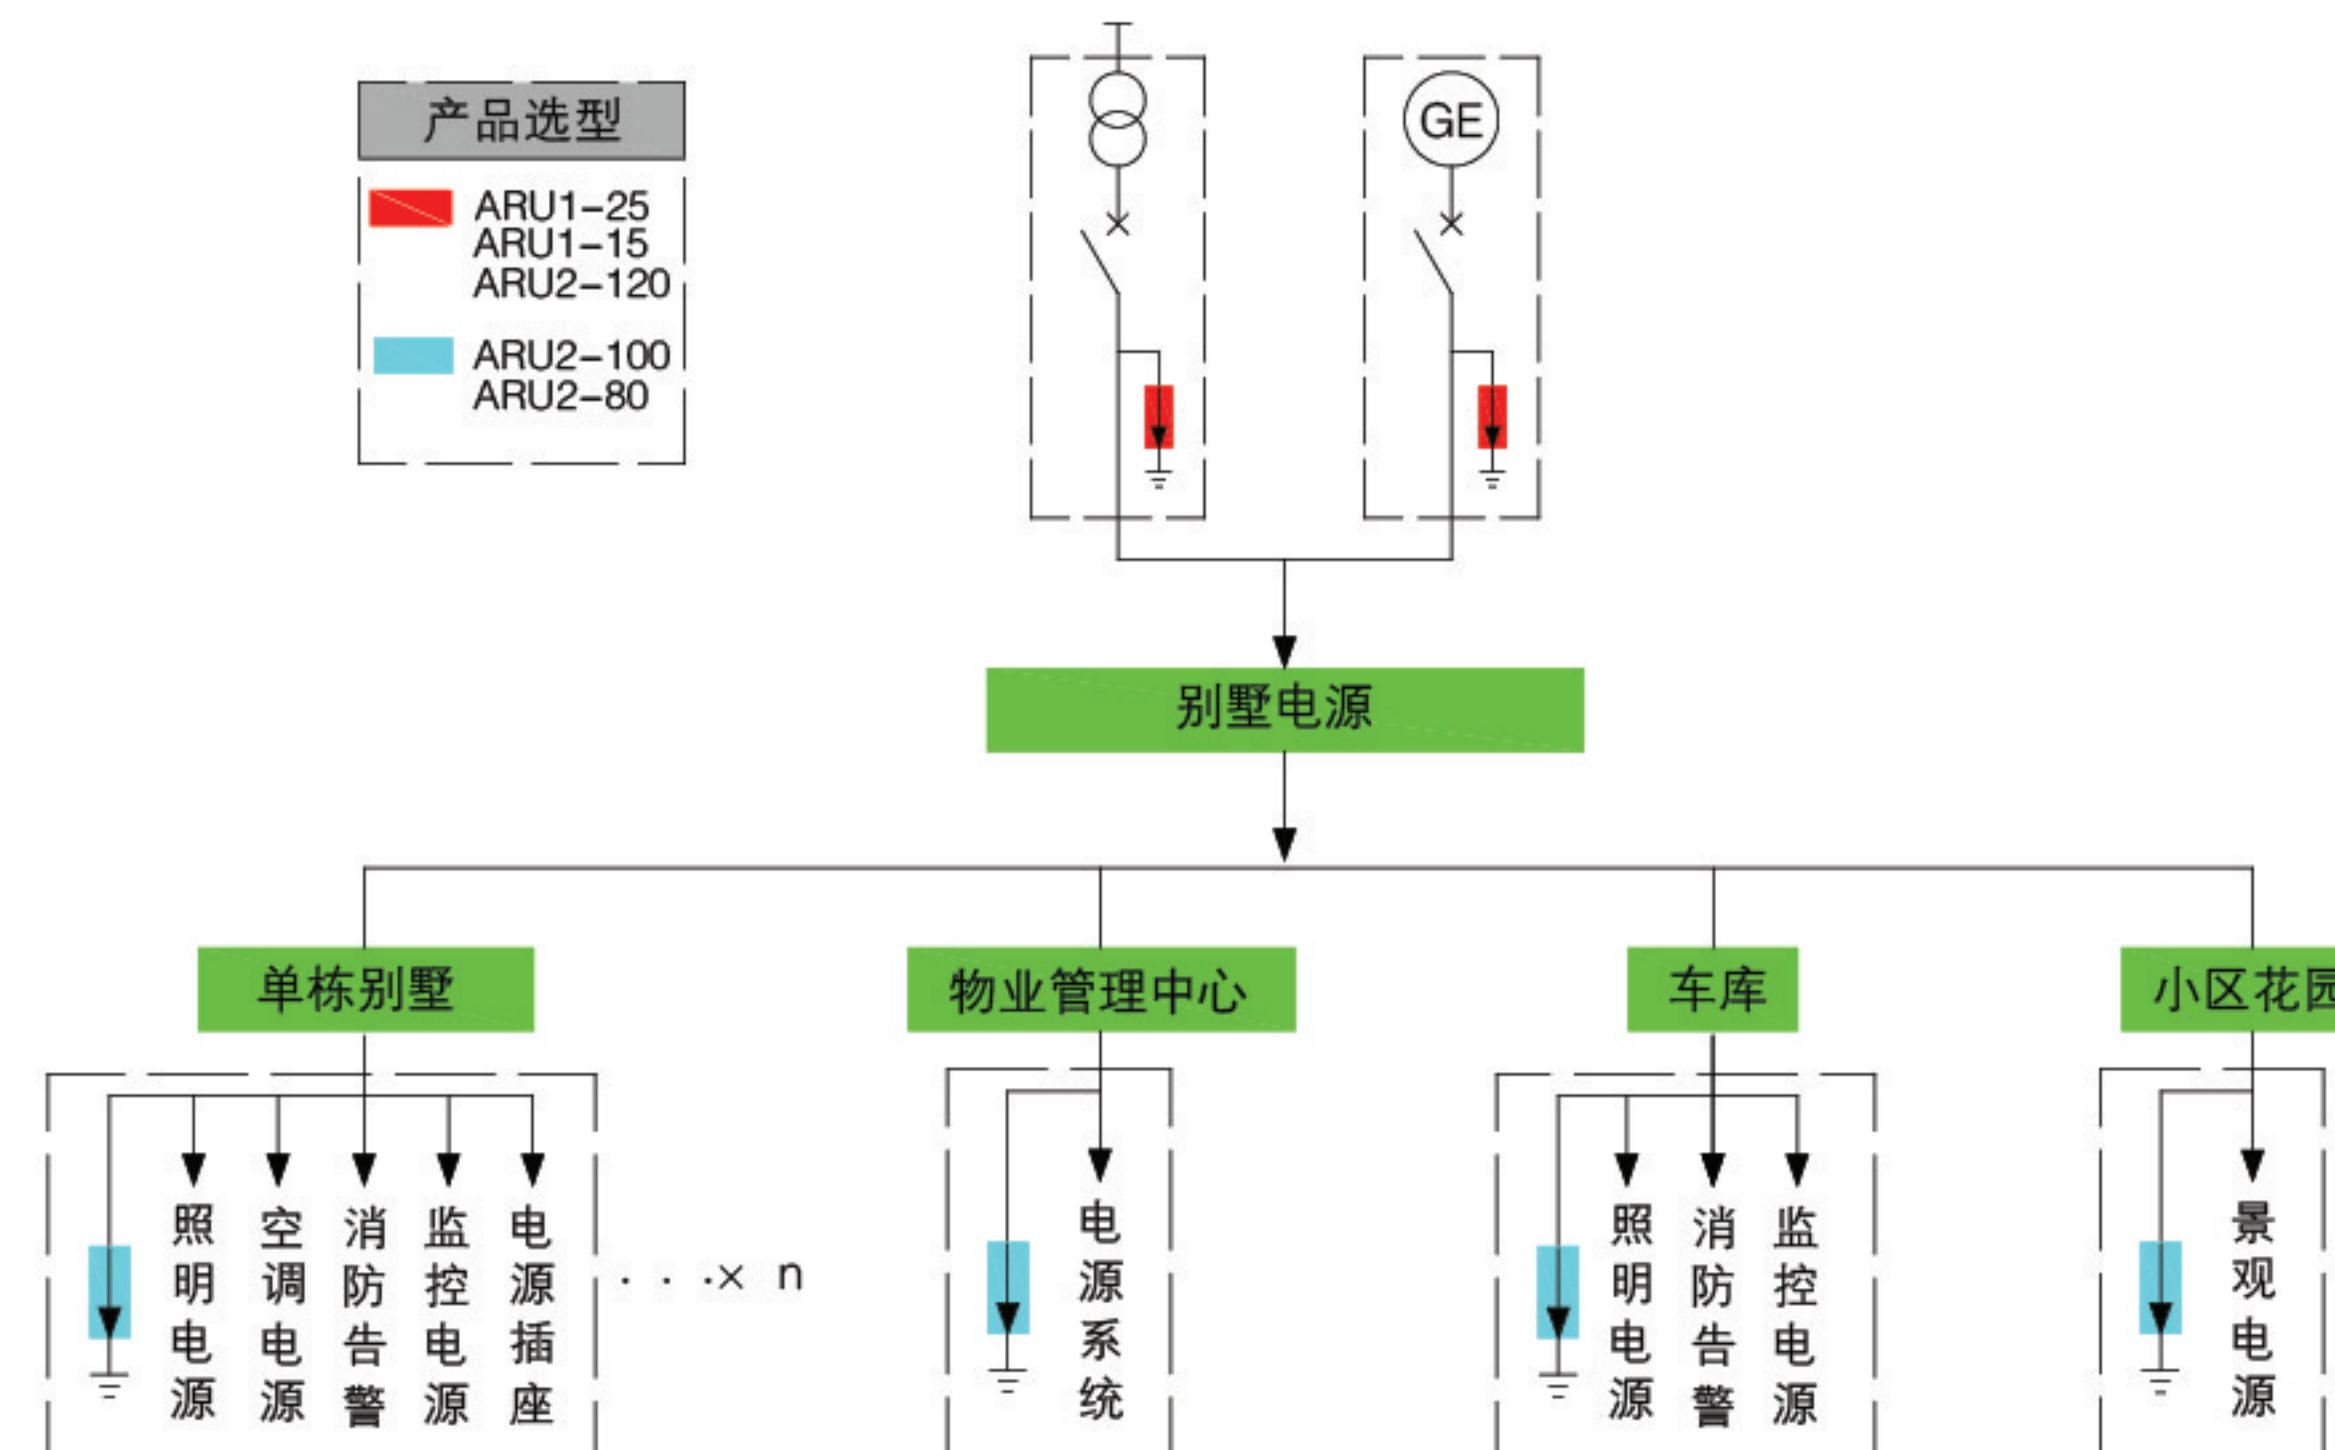 产品选型
ARU1-25
ARU1-15
ARU2-120
ARU2-100
ARU2-80
GE
别墅电源
单栋别墅
物业管理中心
车库
小区花园
照明电源
空调电源
消防告警
监控电源
电源插座
· · ·× n
电源系统
照明电源
消防告警
监控电源
景观电源